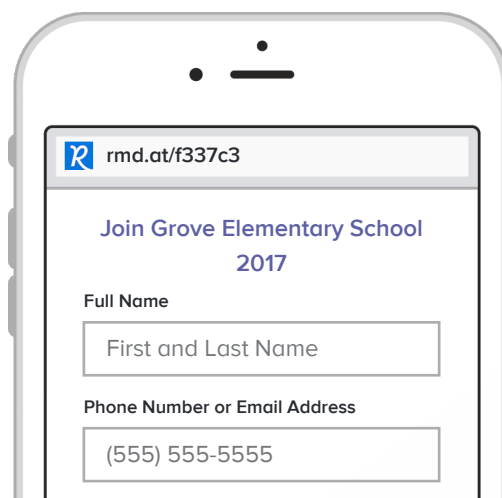 R rmd.at/f337c3
Join Grove Elementary School
2017
Full Name
First and Last Name
Phone Number or Email Address
(555) 555-5555